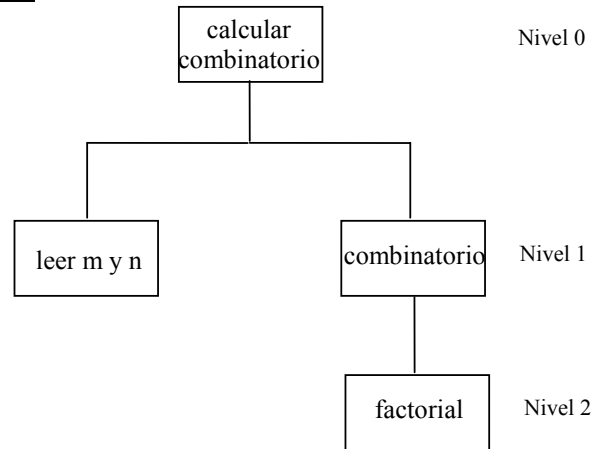 calcular
combinatorio
Nivel 0
leer m y n
combinatorio
Nivel 1
factorial
Nivel 2